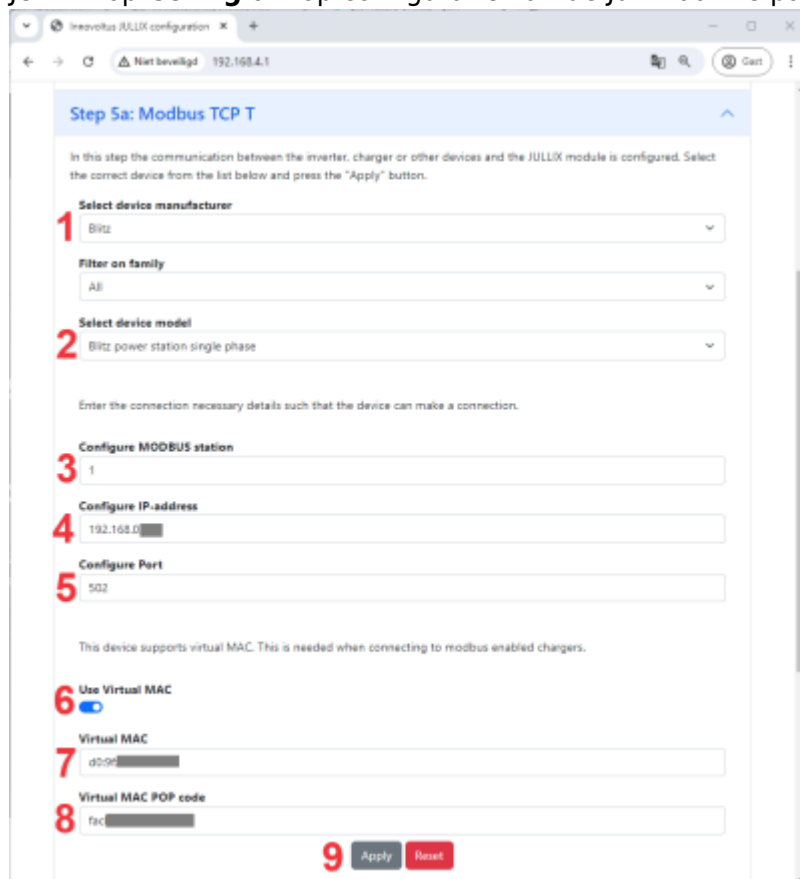 Innovoltus JULLIX configuration
Niet beveiligd 192.168.4.1
Gast
Step 5a: Modbus TCP T
In this step the communication between the inverter, charger or other devices and the JULLIX module is configured. Select
the correct device from the list below and press the "Apply" button.
Select device manufacturer
1 Blitz
Filter on family
All
Select device model
2 Blitz power station single phase
Enter the connection necessary details such that the device can make a connection.
Configure MODBUS station
3 1
Configure IP-address
4 192.168.0
Configure Port
5 502
This device supports virtual MAC. This is needed when connecting to modbus enabled chargers.
6 Use Virtual MAC
Virtual MAC
7 d0:9f
Virtual MAC POP code
8 fac
9 Apply Reset